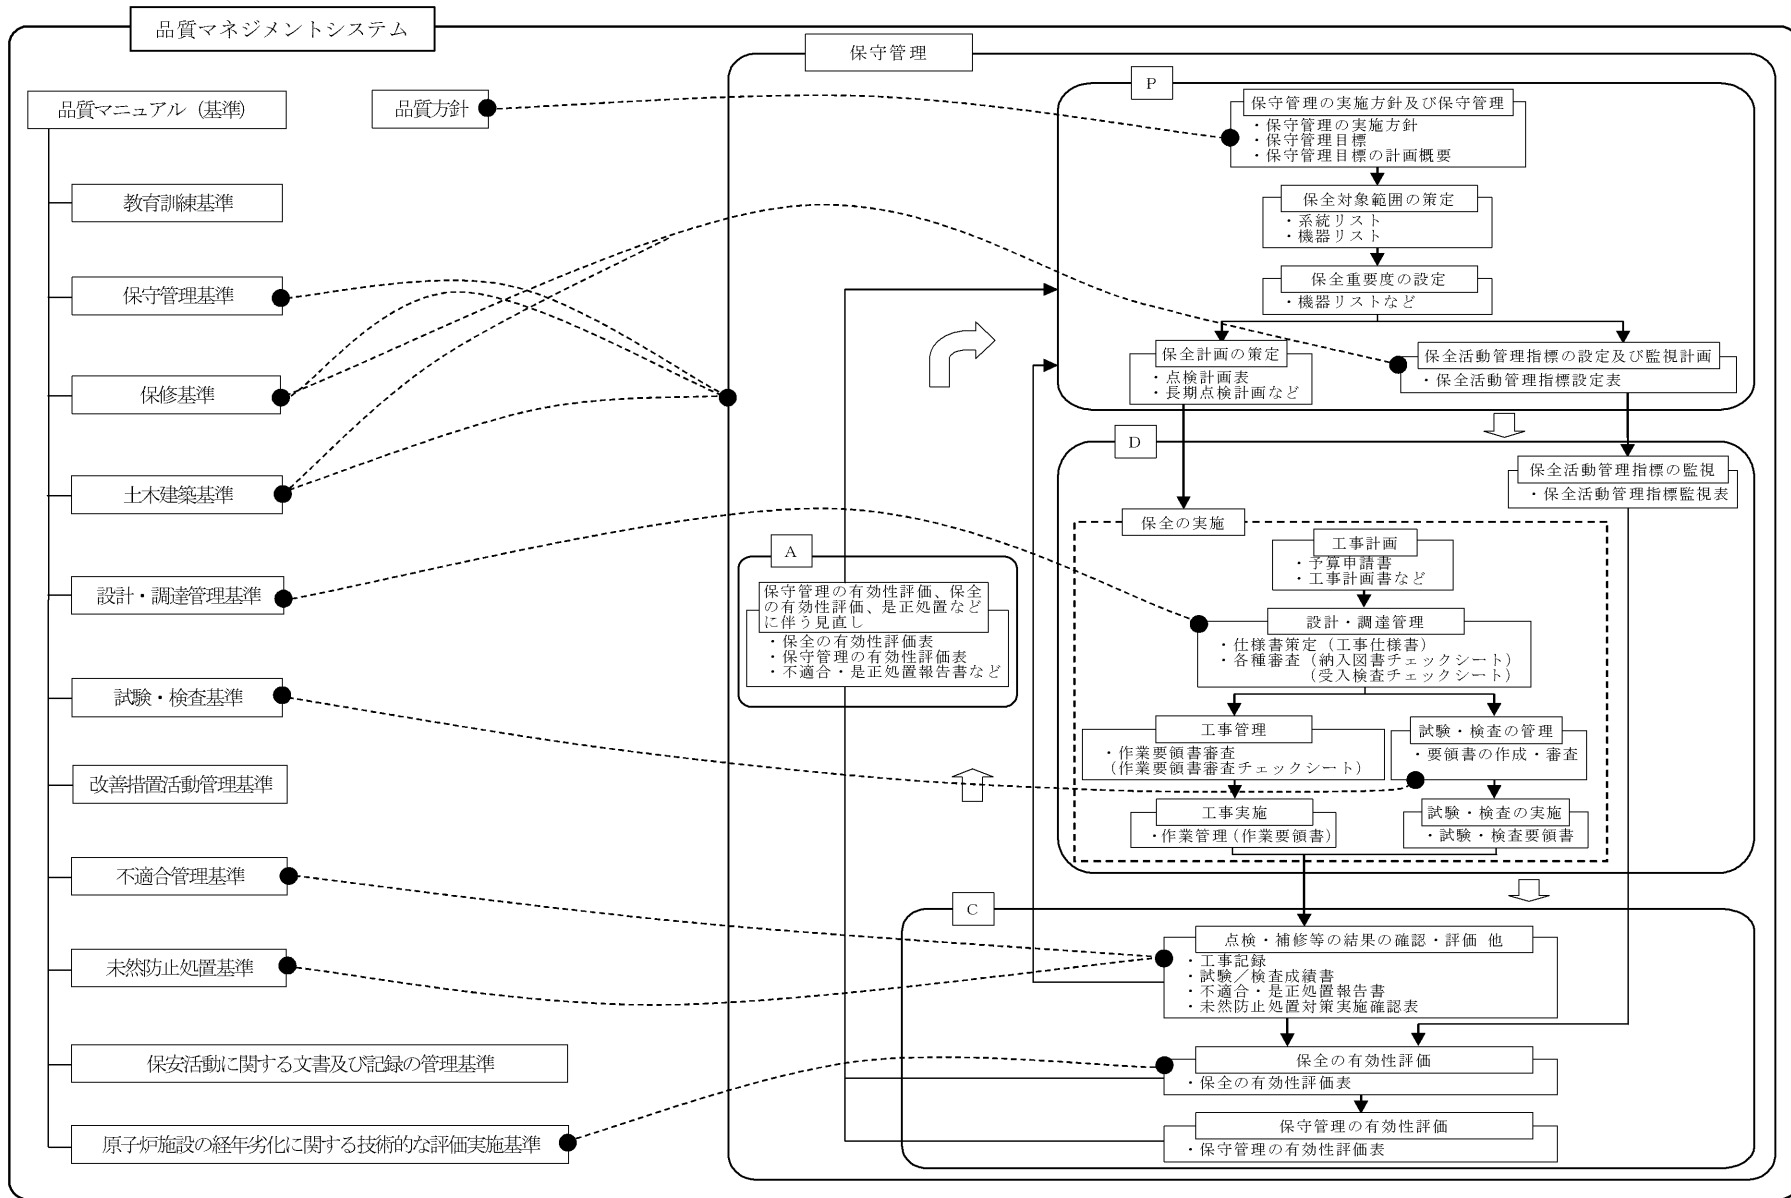 品質マネジメントシステム
品質マニュアル（基準）
品質方針
教育訓練基準
保守管理基準
保修基準
土木建築基準
設計・調達管理基準
試験・検査基準
改善措置活動管理基準
不適合管理基準
未然防止処置基準
保安活動に関する文書及び記録の管理基準
原子炉施設の経年劣化に関する技術的な評価実施基準
保守管理
P
保守管理の実施方針及び保守管理
・保守管理の実施方針
・保守管理目標
・保守管理目標の計画概要
保全対象範囲の策定
・系統リスト
・機器リスト
保全重要度の設定
・機器リストなど
保全計画の策定
・点検計画表
・長期点検計画など
保全活動管理指標の設定及び監視計画
・保全活動管理指標設定表
D
保全活動管理指標の監視
・保全活動管理指標監視表
保全の実施
工事計画
・予算申請書
・工事計画書など
設計・調達管理
・仕様書策定（工事仕様書）
・各種審査（納入図書チェックシート）
（受入検査チェックシート）
工事管理
・作業要領書審査
（作業要領書審査チェックシート）
試験・検査の管理
・要領書の作成・審査
工事実施
・作業管理（作業要領書）
試験・検査の実施
・試験・検査要領書
A
保守管理の有効性評価、保全
の有効性評価、是正処置など
に伴う見直し
・保全の有効性評価表
・保守管理の有効性評価表
・不適合・是正処置報告書など
C
点検・補修等の結果の確認・評価 他
・工事記録
・試験／検査成績書
・不適合・是正処置報告書
・未然防止処置対策実施確認表
保全の有効性評価
・保全の有効性評価表
保守管理の有効性評価
・保守管理の有効性評価表